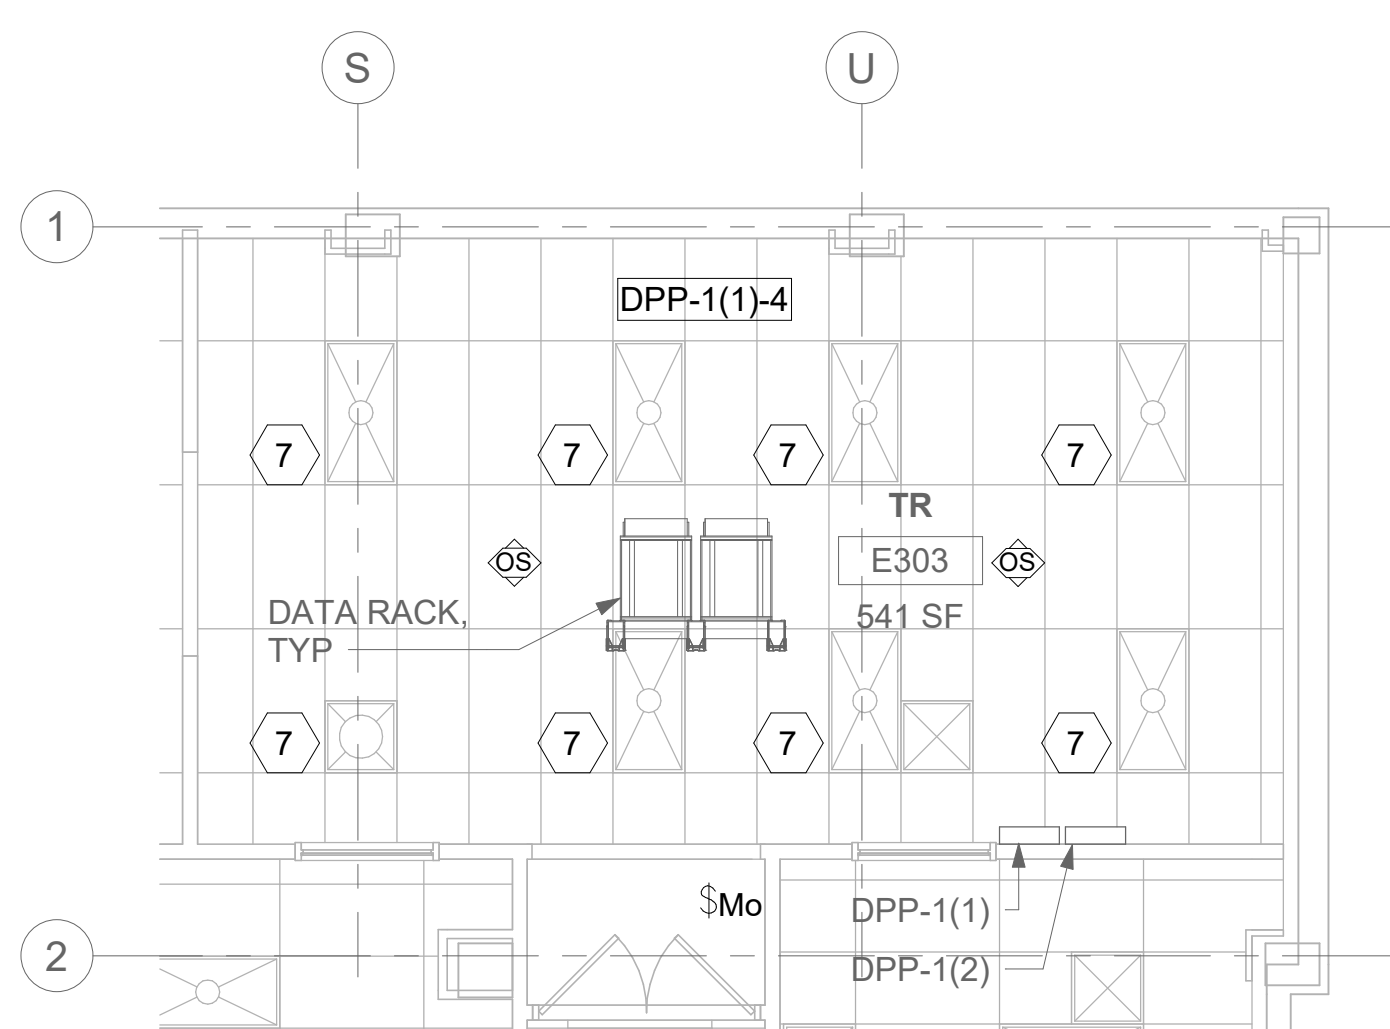 S
U
1
DPP-1(1)-4
7
7
7
7
TR
OS
E303
OS
DATA RACK,
TYP
541 SF
7
7
7
7
$Mo
DPP-1(1)
2
DPP-1(2)